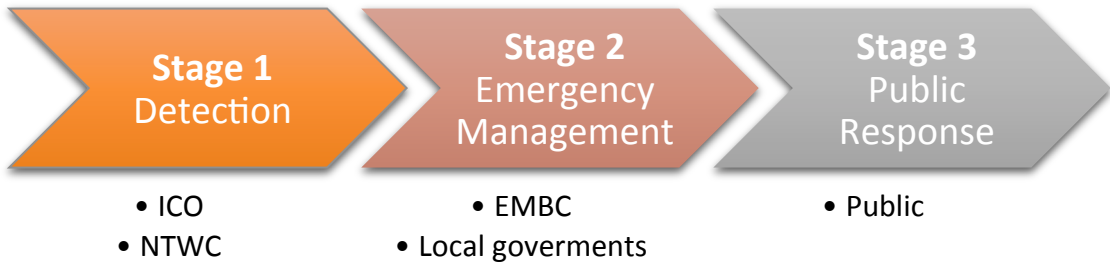 Stage 1
Detection
Stage 2
Emergency
Management
Stage 3
Public
Response
• ICO
• NTWC
• EMBC
• Local goverments
• Public